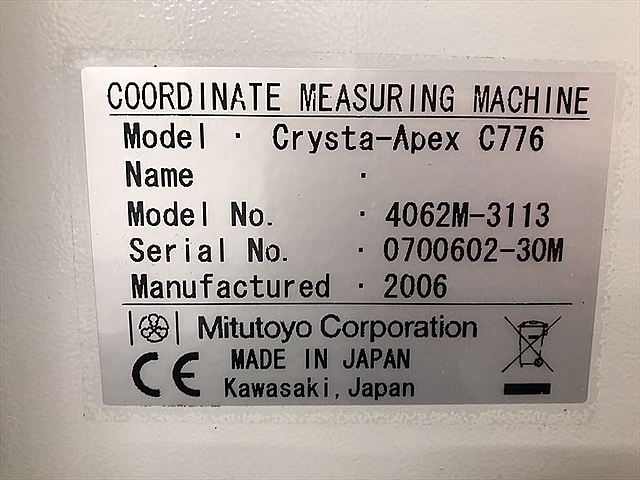 COORDINATE MEASURING MACHINE
Model · Crysta-Apex C776
Name ·
Model No. · 4062M-3113
Serial No. · 0700602-30M
Manufactured · 2006
Mitutoyo Corporation
CE MADE IN JAPAN
Kawasaki, Japan